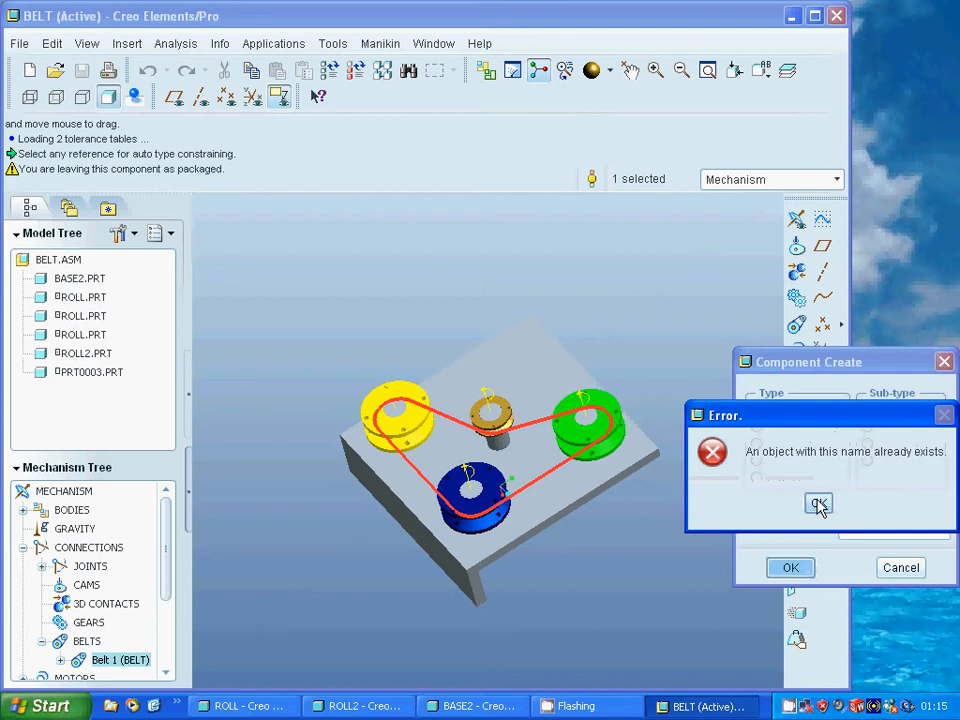 BELT (Active) - Creo Elements/Pro
File Edit View Insert Analysis Info Applications Tools Manikin Window Help
and move mouse to drag.
Loading 2 tolerance tables ...
Select any reference for auto type constraining.
You are leaving this component as packaged.
1 selected
Mechanism
Model Tree
BELT.ASM
BASE2.PRT
ROLL.PRT
ROLL.PRT
ROLL.PRT
ROLL2.PRT
PRT0003.PRT
Mechanism Tree
MECHANISM
BODIES
GRAVITY
CONNECTIONS
JOINTS
CAMS
3D CONTACTS
GEARS
BELTS
Belt 1 (BELT)
MOTORS
Component Create
Type Sub-type
Error.
An object with this name already exists.
OK
OK Cancel
Start
ROLL - Creo ...
ROLL2 - Creo...
BASE2 - Creo...
Flashing
BELT (Active)...
01:15